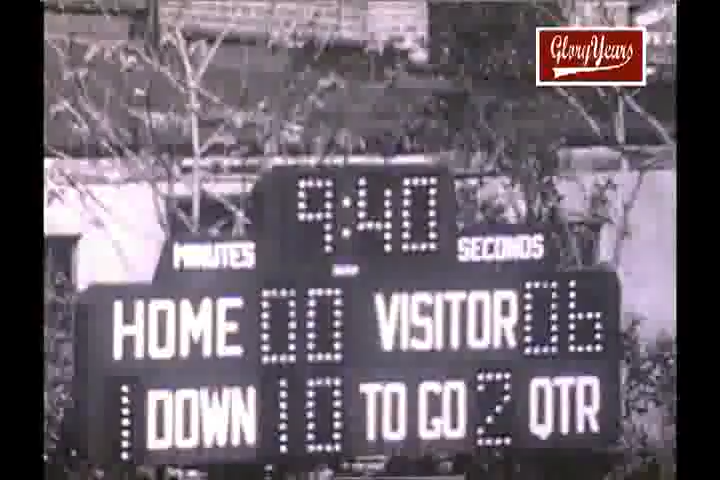 Glory Years
9:40
MINUTES SECONDS
HOME 00 VISITOR 06
1 DOWN 10 TO GO 2 QTR